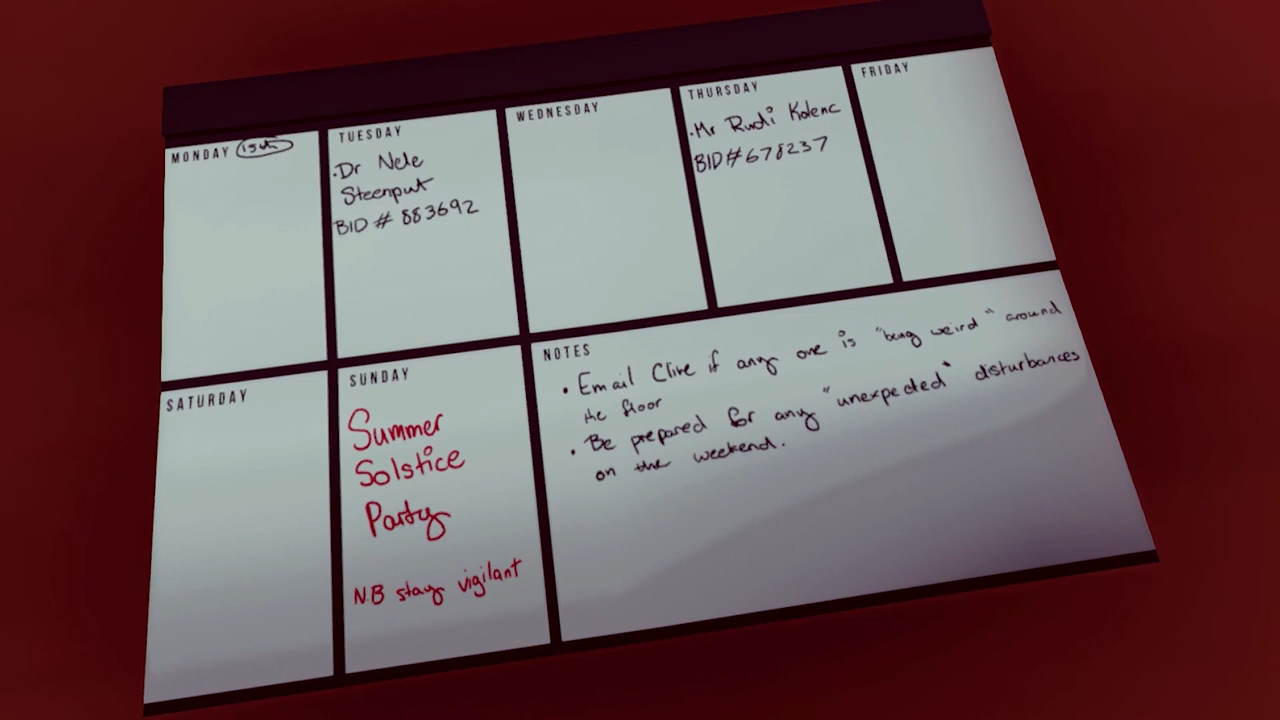 MONDAY 15th
TUESDAY
.Dr Nele
Steenput
BID # 883692
WEDNESDAY
THURSDAY
.Mr Rudi Kolenc
BID#678237
FRIDAY
SATURDAY
SUNDAY
Summer
Solstice
Party
N.B stay vigilant
NOTES
• Email Clive if any one is "being weird" around
the floor
• Be prepared for any "unexpected" disturbances
on the weekend.